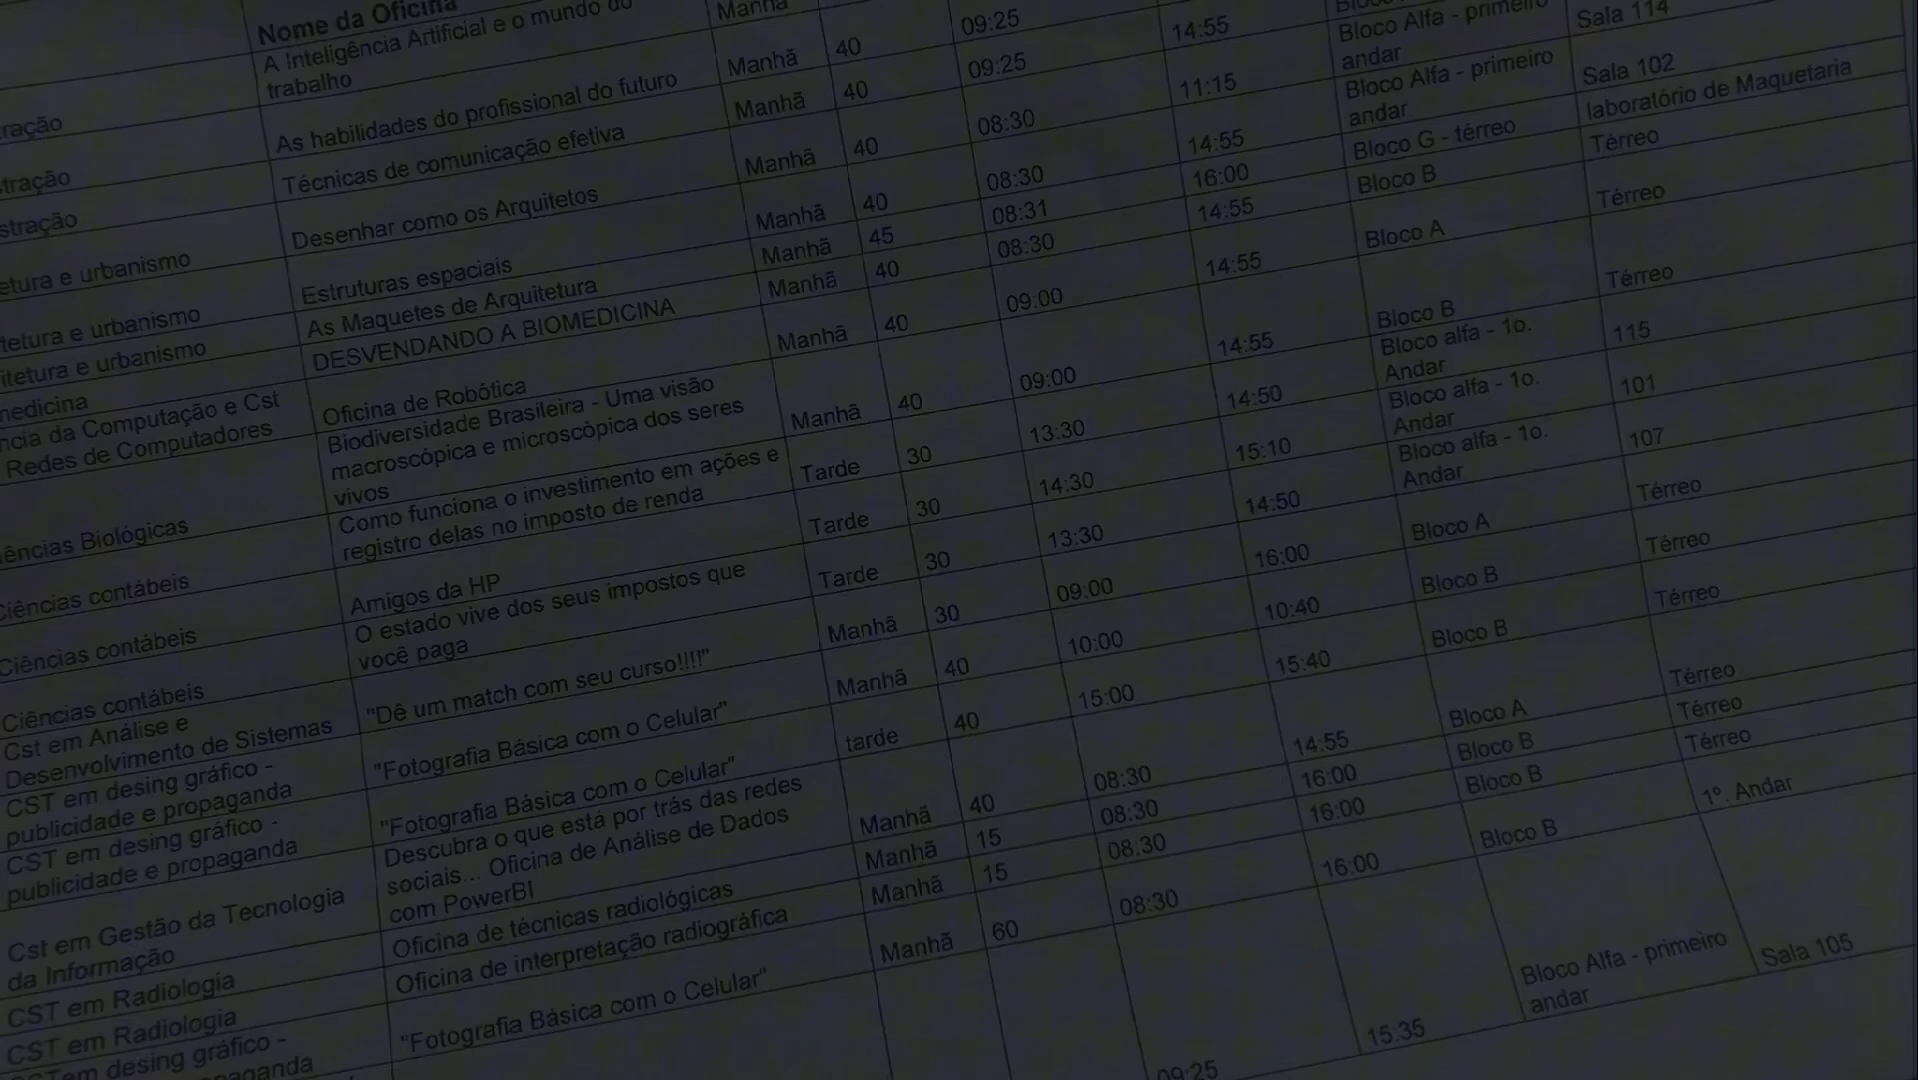 Nome da Oficina
A Inteligência Artificial e o mundo do
trabalho
Manhã 40 09:25 14:55 Bloco Alfa - primeiro
andar
Sala 114
ração
As habilidades do profissional do futuro Manhã 40 09:25 11:15 Bloco Alfa - primeiro
andar
Sala 102
tração
Técnicas de comunicação efetiva Manhã 40 08:30 14:55 Bloco G - térreo laboratório de Maquetaria
stração
Desenhar como os Arquitetos Manhã 40 08:30 16:00 Bloco B Térreo
etura e urbanismo
Estruturas espaciais Manhã 45 08:31 14:55
tetura e urbanismo
As Maquetes de Arquitetura Manhã 40 08:30 14:55 Bloco A Térreo
itetura e urbanismo
DESVENDANDO A BIOMEDICINA Manhã 40 09:00
nedicina
ncia da Computação e Cst
Redes de Computadores
Oficina de Robótica
Biodiversidade Brasileira - Uma visão
macroscópica e microscópica dos seres
vivos
Manhã 40 09:00 14:55 Bloco B Térreo
iências Biológicas
Como funciona o investimento em ações e
registro delas no imposto de renda
Tarde 30 13:30 14:50 Bloco alfa - 1o.
Andar
115
Ciências contábeis
Amigos da HP
Tarde 30 14:30 15:10 Bloco alfa - 1o.
Andar
101
Ciências contábeis
O estado vive dos seus impostos que
você paga
Tarde 30 13:30 14:50 Bloco alfa - 1o.
Andar
107
Ciências contábeis
Cst em Análise e
Desenvolvimento de Sistemas
"Dê um match com seu curso!!!!" Manhã 30 09:00 16:00 Bloco A Térreo
CST em desing gráfico -
publicidade e propaganda
"Fotografia Básica com o Celular" Manhã 40 10:00 10:40 Bloco B Térreo
CST em desing gráfico -
publicidade e propaganda
"Fotografia Básica com o Celular" tarde 40 15:00 15:40 Bloco B Térreo
Cst em Gestão da Tecnologia
da Informação
Descubra o que está por trás das redes
sociais... Oficina de Análise de Dados
com PowerBI
Manhã 40 08:30 14:55 Bloco A Térreo
CST em Radiologia
Oficina de técnicas radiológicas Manhã 15 08:30 16:00 Bloco B Térreo
CST em Radiologia
Oficina de interpretação radiográfica Manhã 15 08:30 16:00 Bloco B Térreo
em desing gráfico -
"Fotografia Básica com o Celular" Manhã 60 08:30 16:00 Bloco B 1º. Andar
09:25 15:35 Bloco Alfa - primeiro
andar
Sala 105